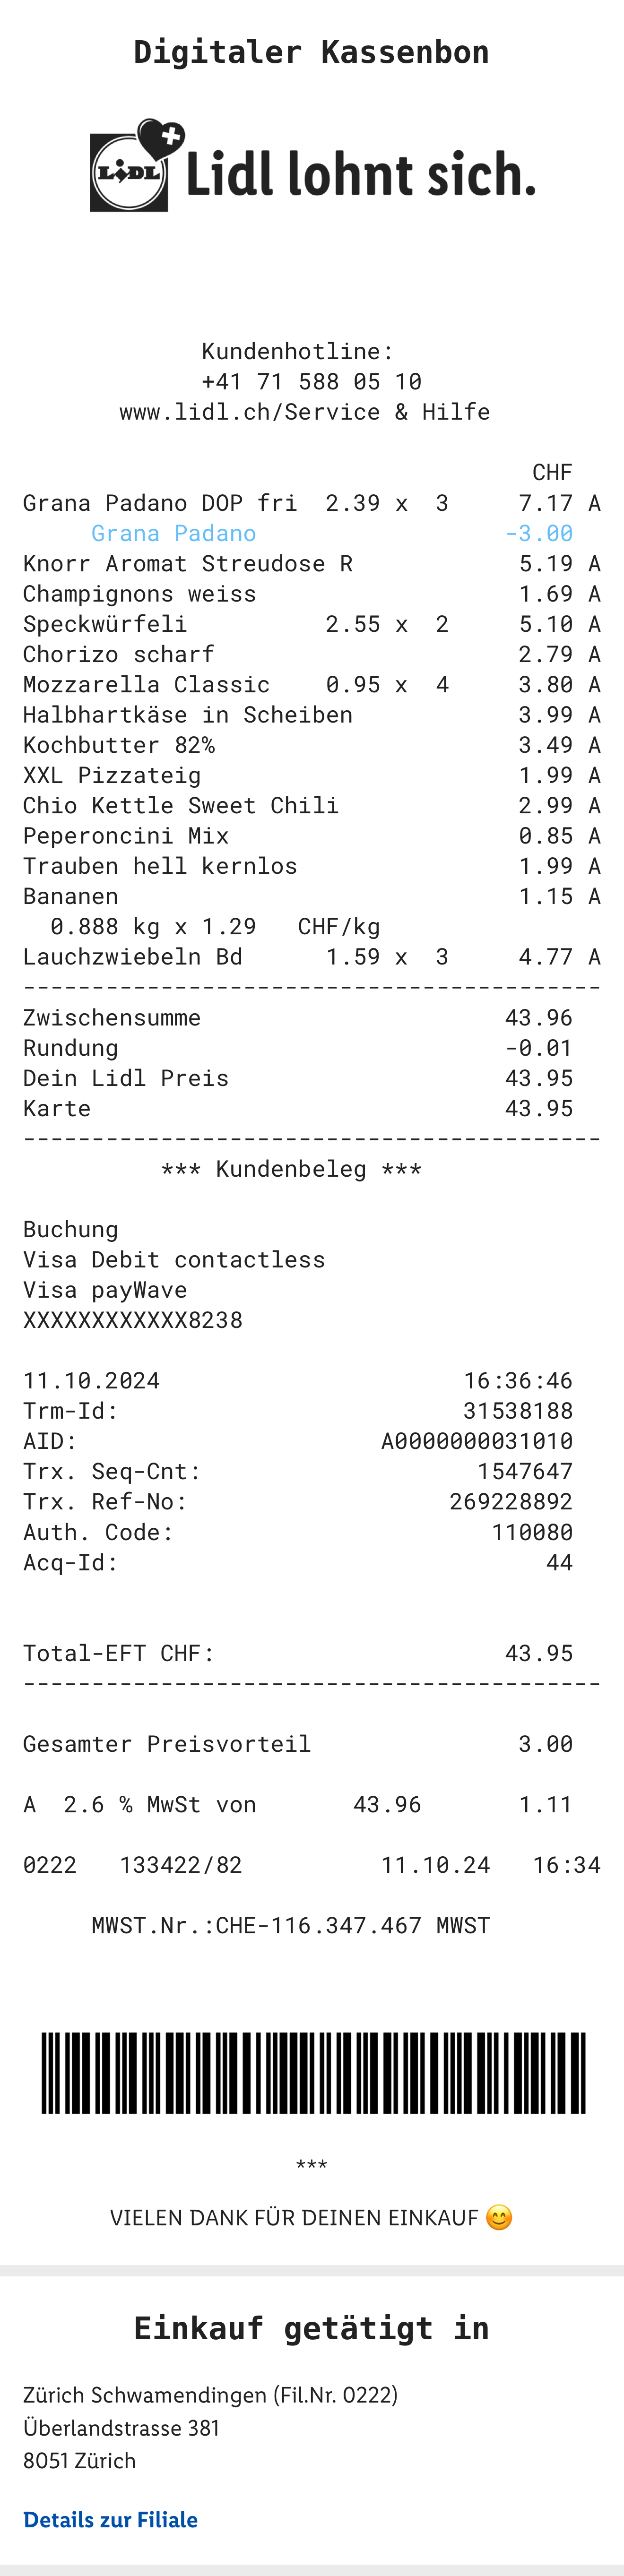 Digitaler Kassenbon
LIDL
Lidl lohnt sich.
Kundenhotline:
+41 71 588 05 10
www.lidl.ch/Service & Hilfe
CHF
Grana Padano DOP fri 2.39 x 3 7.17 A
Grana Padano -3.00
Knorr Aromat Streudose R 5.19 A
Champignons weiss 1.69 A
Speckwürfeli 2.55 x 2 5.10 A
Chorizo scharf 2.79 A
Mozzarella Classic 0.95 x 4 3.80 A
Halbhartkäse in Scheiben 3.99 A
Kochbutter 82% 3.49 A
XXL Pizzateig 1.99 A
Chio Kettle Sweet Chili 2.99 A
Peperoncini Mix 0.85 A
Trauben hell kernlos 1.99 A
Bananen 1.15 A
0.888 kg x 1.29 CHF/kg
Lauchzwiebeln Bd 1.59 x 3 4.77 A
------------------------------------------
Zwischensumme 43.96
Rundung -0.01
Dein Lidl Preis 43.95
Karte 43.95
------------------------------------------
*** Kundenbeleg ***
Buchung
Visa Debit contactless
Visa payWave
XXXXXXXXXXXX8238
11.10.2024 16:36:46
Trm-Id: 31538188
AID: A0000000031010
Trx. Seq-Cnt: 1547647
Trx. Ref-No: 269228892
Auth. Code: 110080
Acq-Id: 44
Total-EFT CHF: 43.95
------------------------------------------
Gesamter Preisvorteil 3.00
A 2.6 % MwSt von 43.96 1.11
0222 133422/82 11.10.24 16:34
MWST.Nr.:CHE-116.347.467 MWST
***
VIELEN DANK FÜR DEINEN EINKAUF 😊
Einkauf getätigt in
Zürich Schwamendingen (Fil.Nr. 0222)
Überlandstrasse 381
8051 Zürich
Details zur Filiale